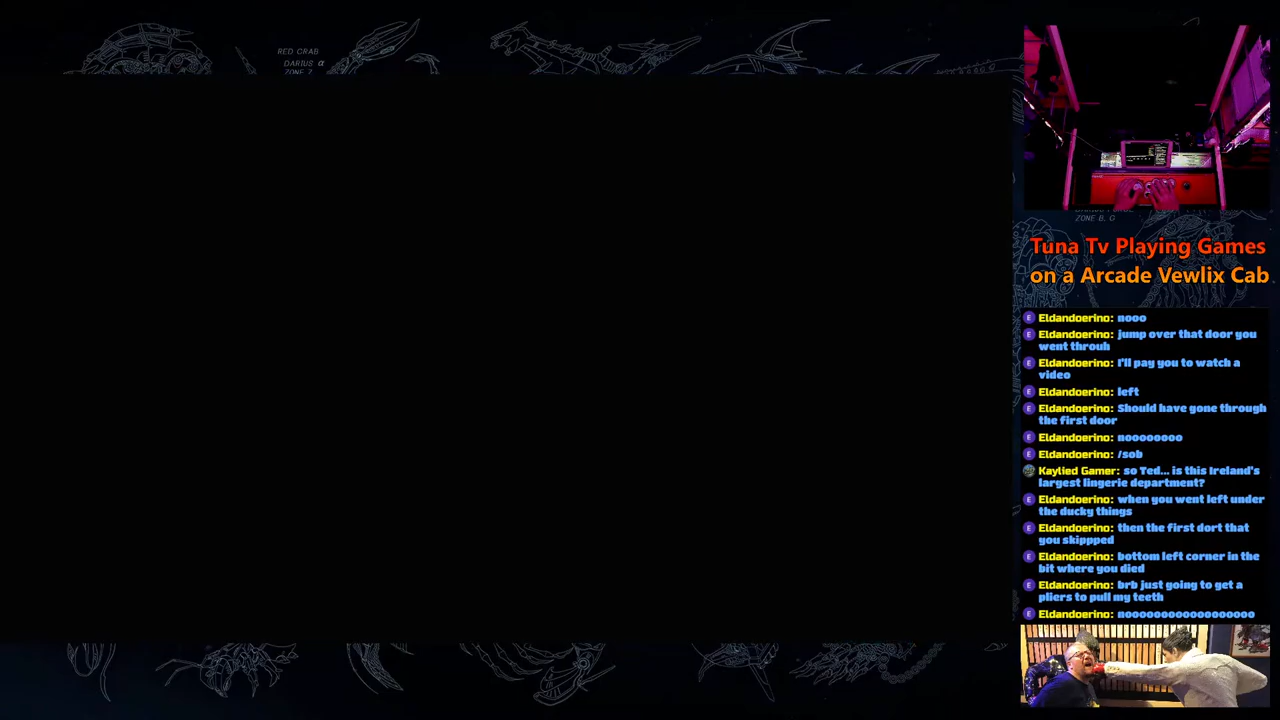 RED CRAB
DARIUS α
ZONE Z
ZONE B, C
Tuna Tv Playing Games
on a Arcade Vewlix Cab
Eldandoerino: nooo
Eldandoerino: jump over that door you
went throuh
Eldandoerino: I'll pay you to watch a
video
Eldandoerino: left
Eldandoerino: Should have gone through
the first door
Eldandoerino: noooooooo
Eldandoerino: /sob
Kaylied Gamer: so Ted... is this Ireland's
largest lingerie department?
Eldandoerino: when you went left under
the ducky things
Eldandoerino: then the first dort that
you skippped
Eldandoerino: bottom left corner in the
bit where you died
Eldandoerino: brb just going to get a
pliers to pull my teeth
Eldandoerino: noooooooooooooooooo